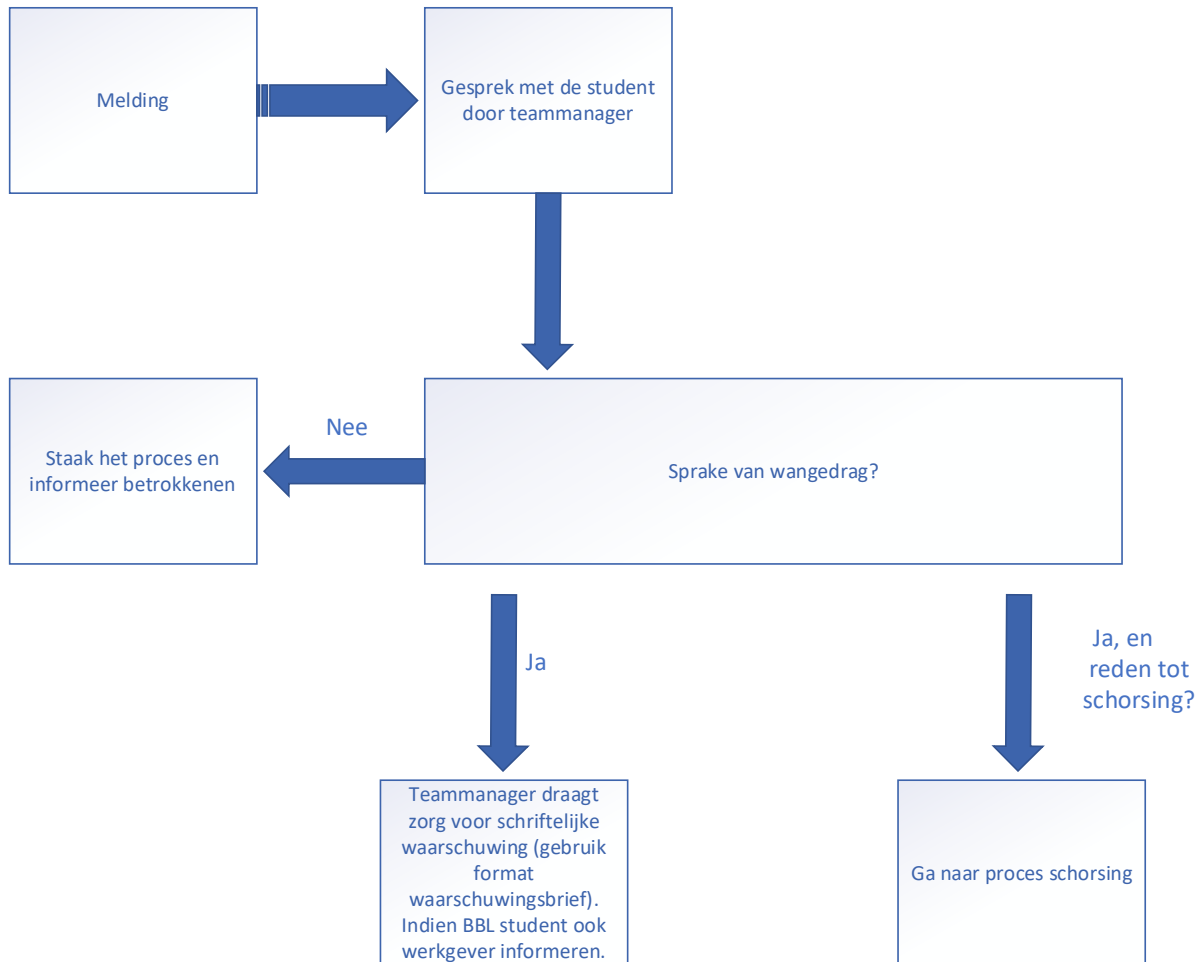 Melding
Gesprek met de student
door teammanager
Nee
Staak het proces en
informeer betrokkenen
Sprake van wangedrag?
Ja
Ja, en
reden tot
schorsing?
Teammanager draagt
zorg voor schriftelijke
waarschuwing (gebruik
format
waarschuwingsbrief).
Indien BBL student ook
werkgever informeren.
Ga naar proces schorsing